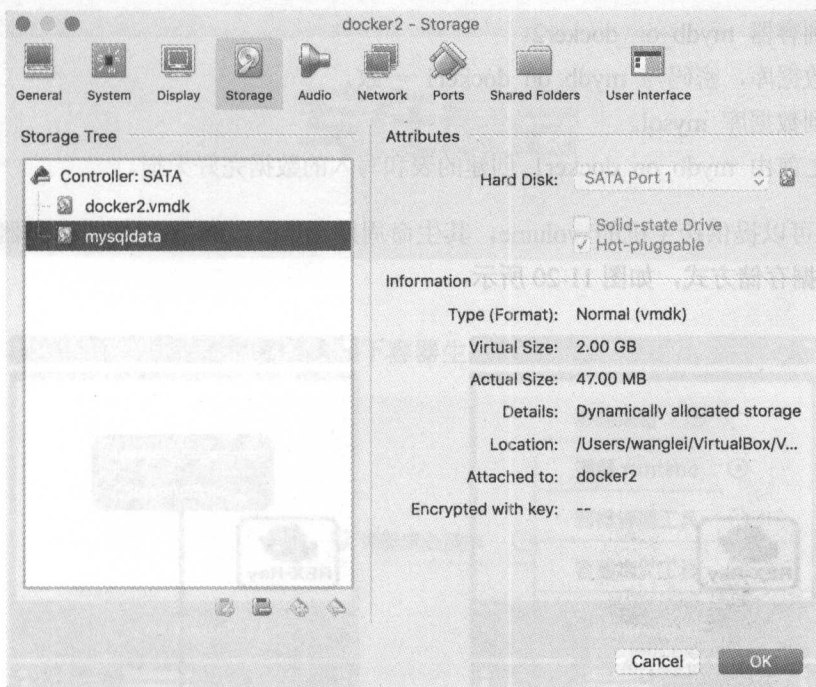 docker2 - Storage
General System Display Storage Audio Network Ports Shared Folders User Interface
Storage Tree
Controller: SATA
docker2.vmdk
mysqldata
Attributes
Hard Disk: SATA Port 1
Solid-state Drive
Hot-pluggable
Information
Type (Format): Normal (vmdk)
Virtual Size: 2.00 GB
Actual Size: 47.00 MB
Details: Dynamically allocated storage
Location: /Users/wanglei/VirtualBox/V...
Attached to: docker2
Encrypted with key: --
Cancel OK